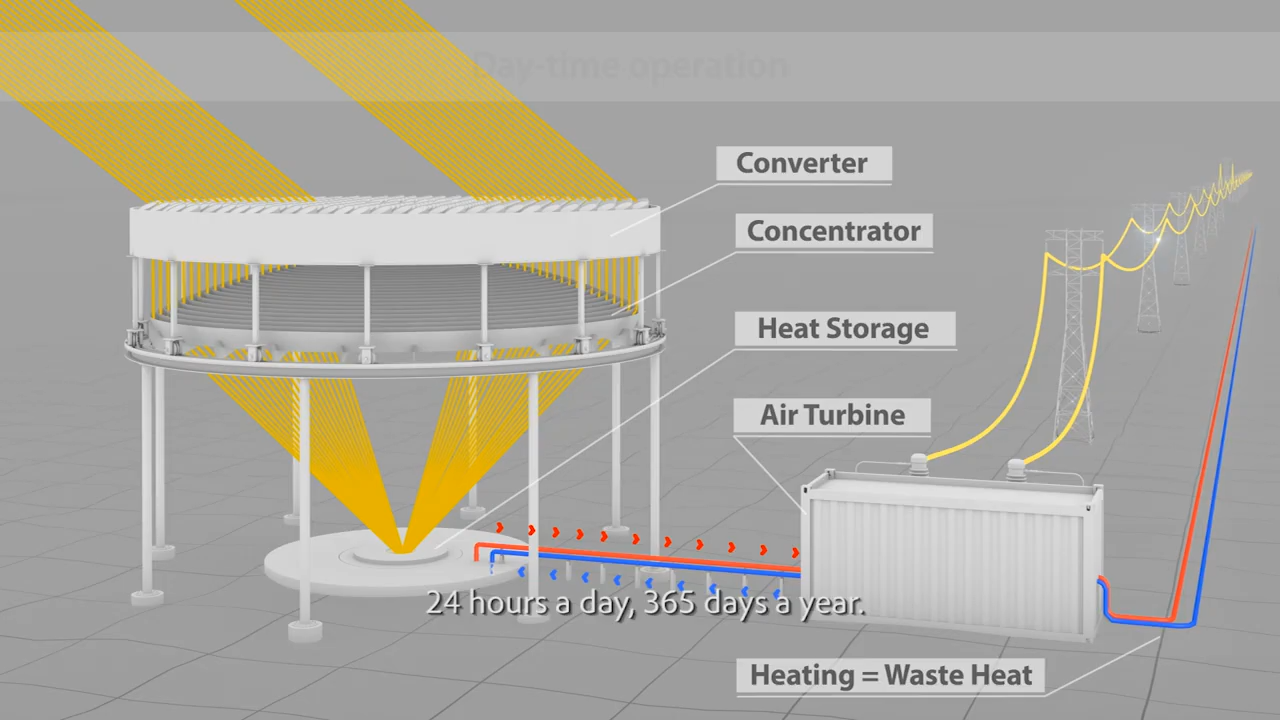 Day-time operation
Converter
Concentrator
Heat Storage
Air Turbine
24 hours a day, 365 days a year.
Heating = Waste Heat